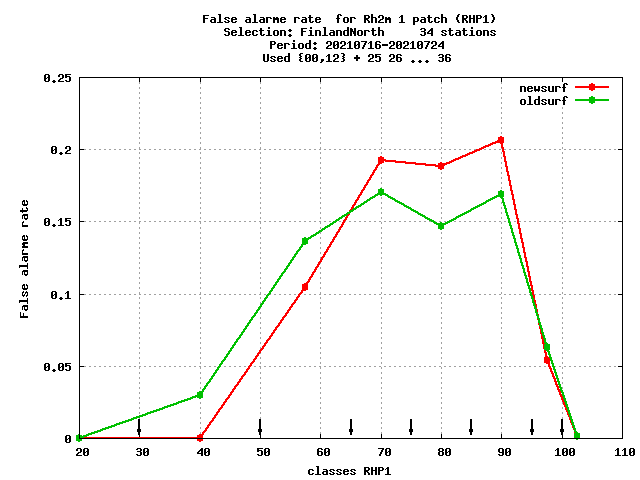 False alarme rate  for Rh2m 1 patch (RHP1)
Selection: FinlandNorth     34 stations
Period: 20210716-20210724
Used {00,12} + 25 26 ... 36
newsurf
oldsurf
0.25
0.2
0.15
0.1
0.05
0
False alarme rate
20 30 40 50 60 70 80 90 100 110
classes RHP1